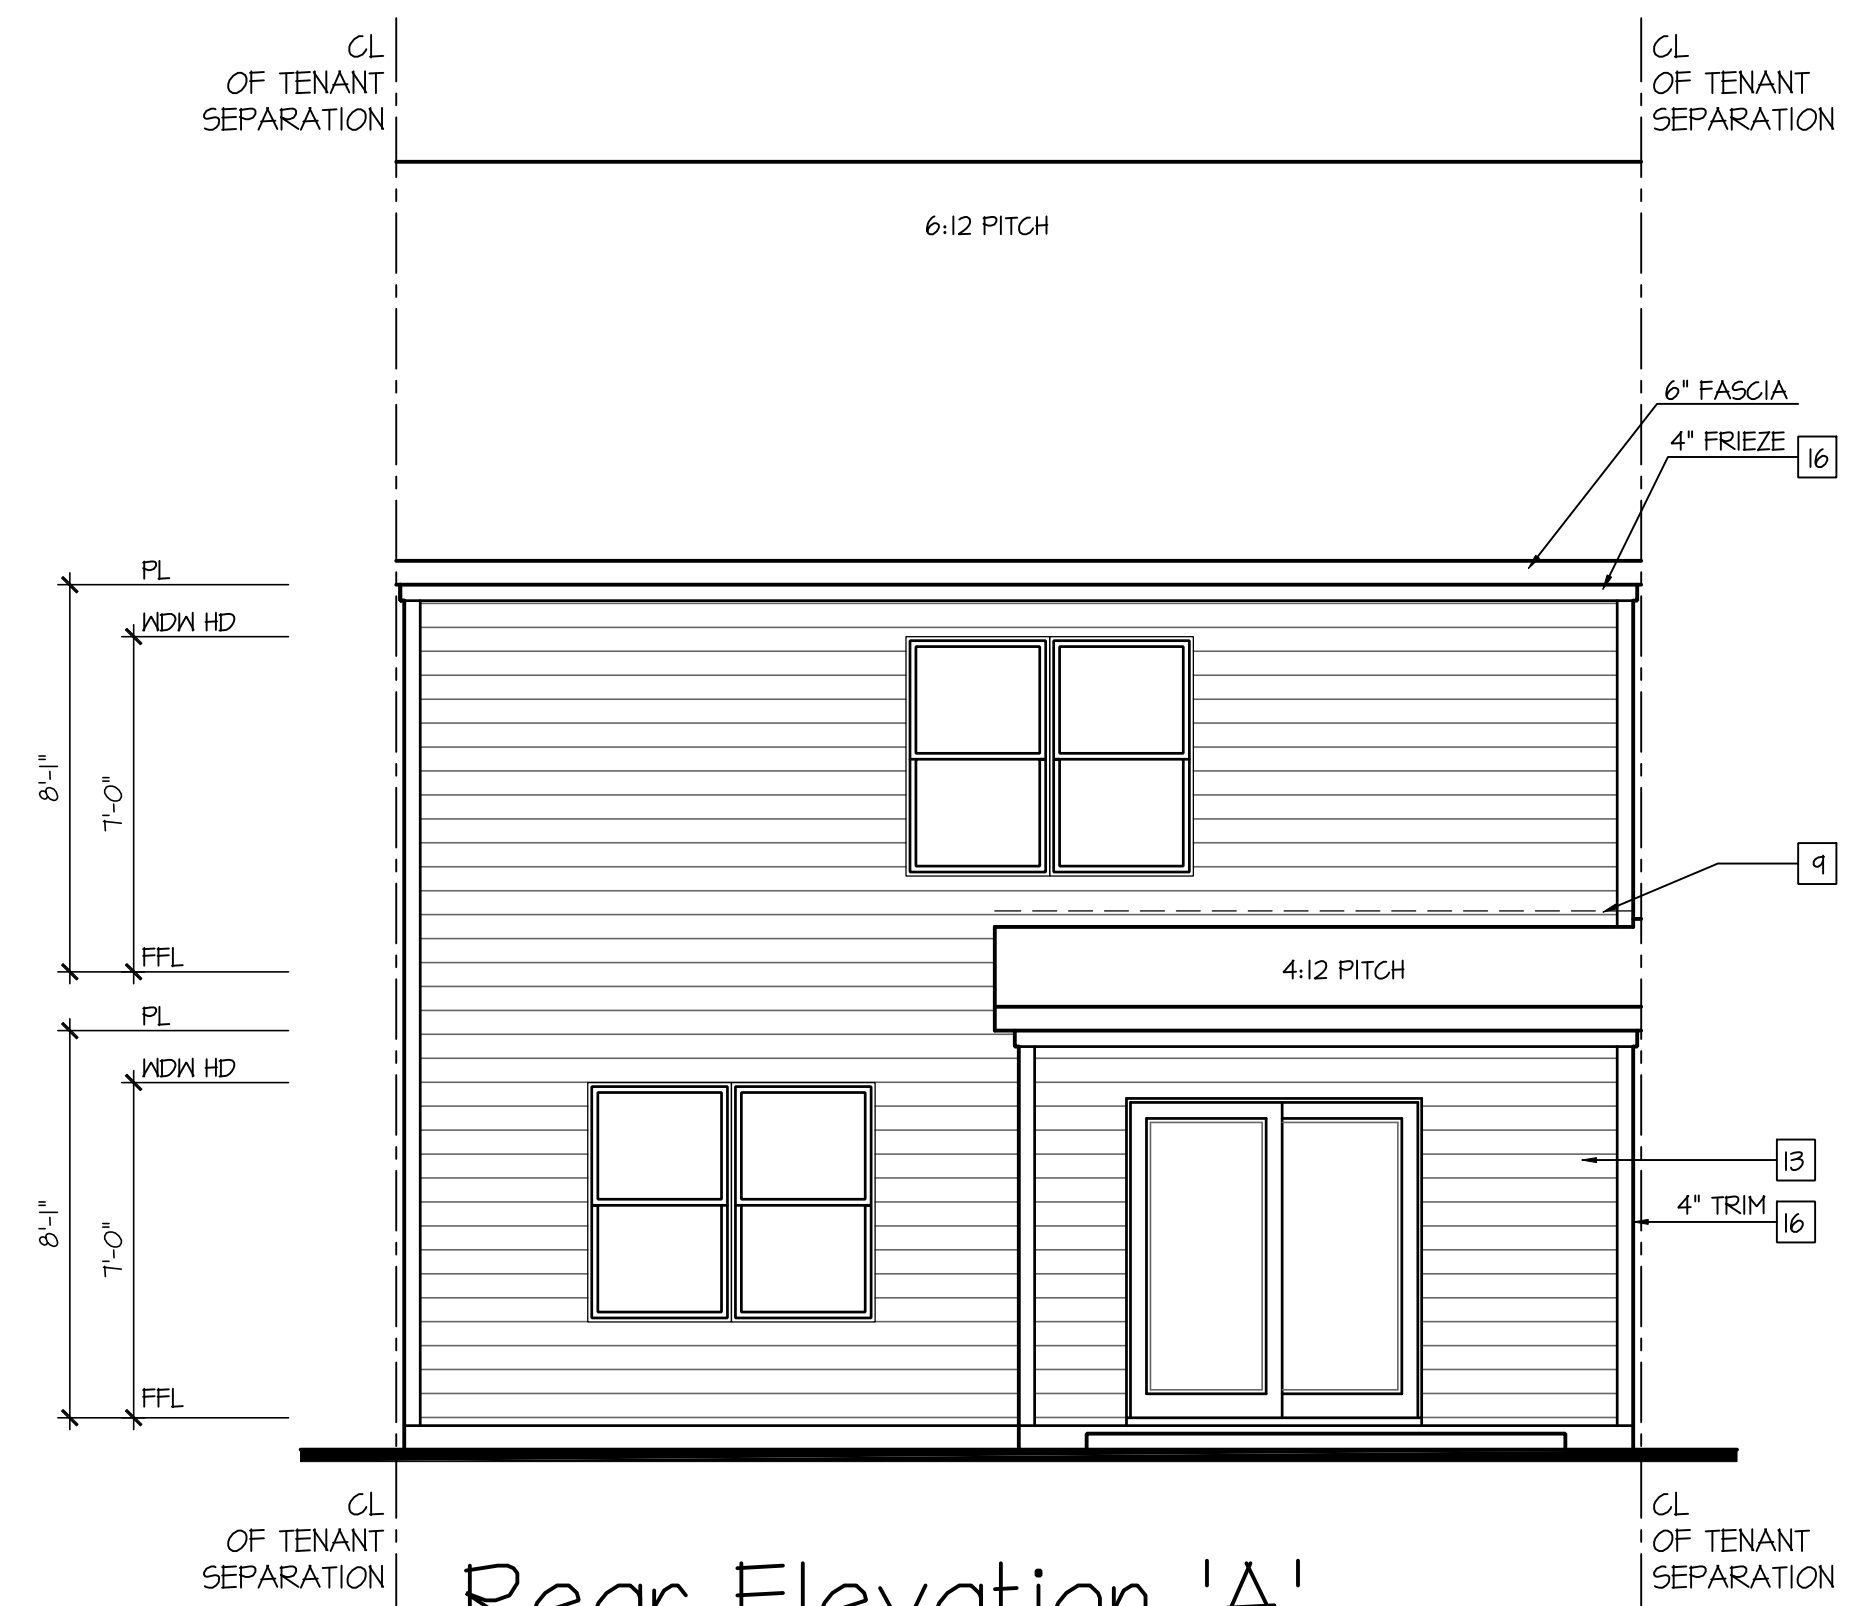 CL
OF TENANT
SEPARATION
CL
OF TENANT
SEPARATION
6:12 PITCH
6" FASCIA
4" FRIEZE 16
PL
WDW HD
8'-1"
7'-0"
9
FFL
4:12 PITCH
PL
WDW HD
13
4" TRIM 16
8'-1"
7'-0"
FFL
CL
OF TENANT
SEPARATION
CL
OF TENANT
SEPARATION
Rear Elevation 'A'